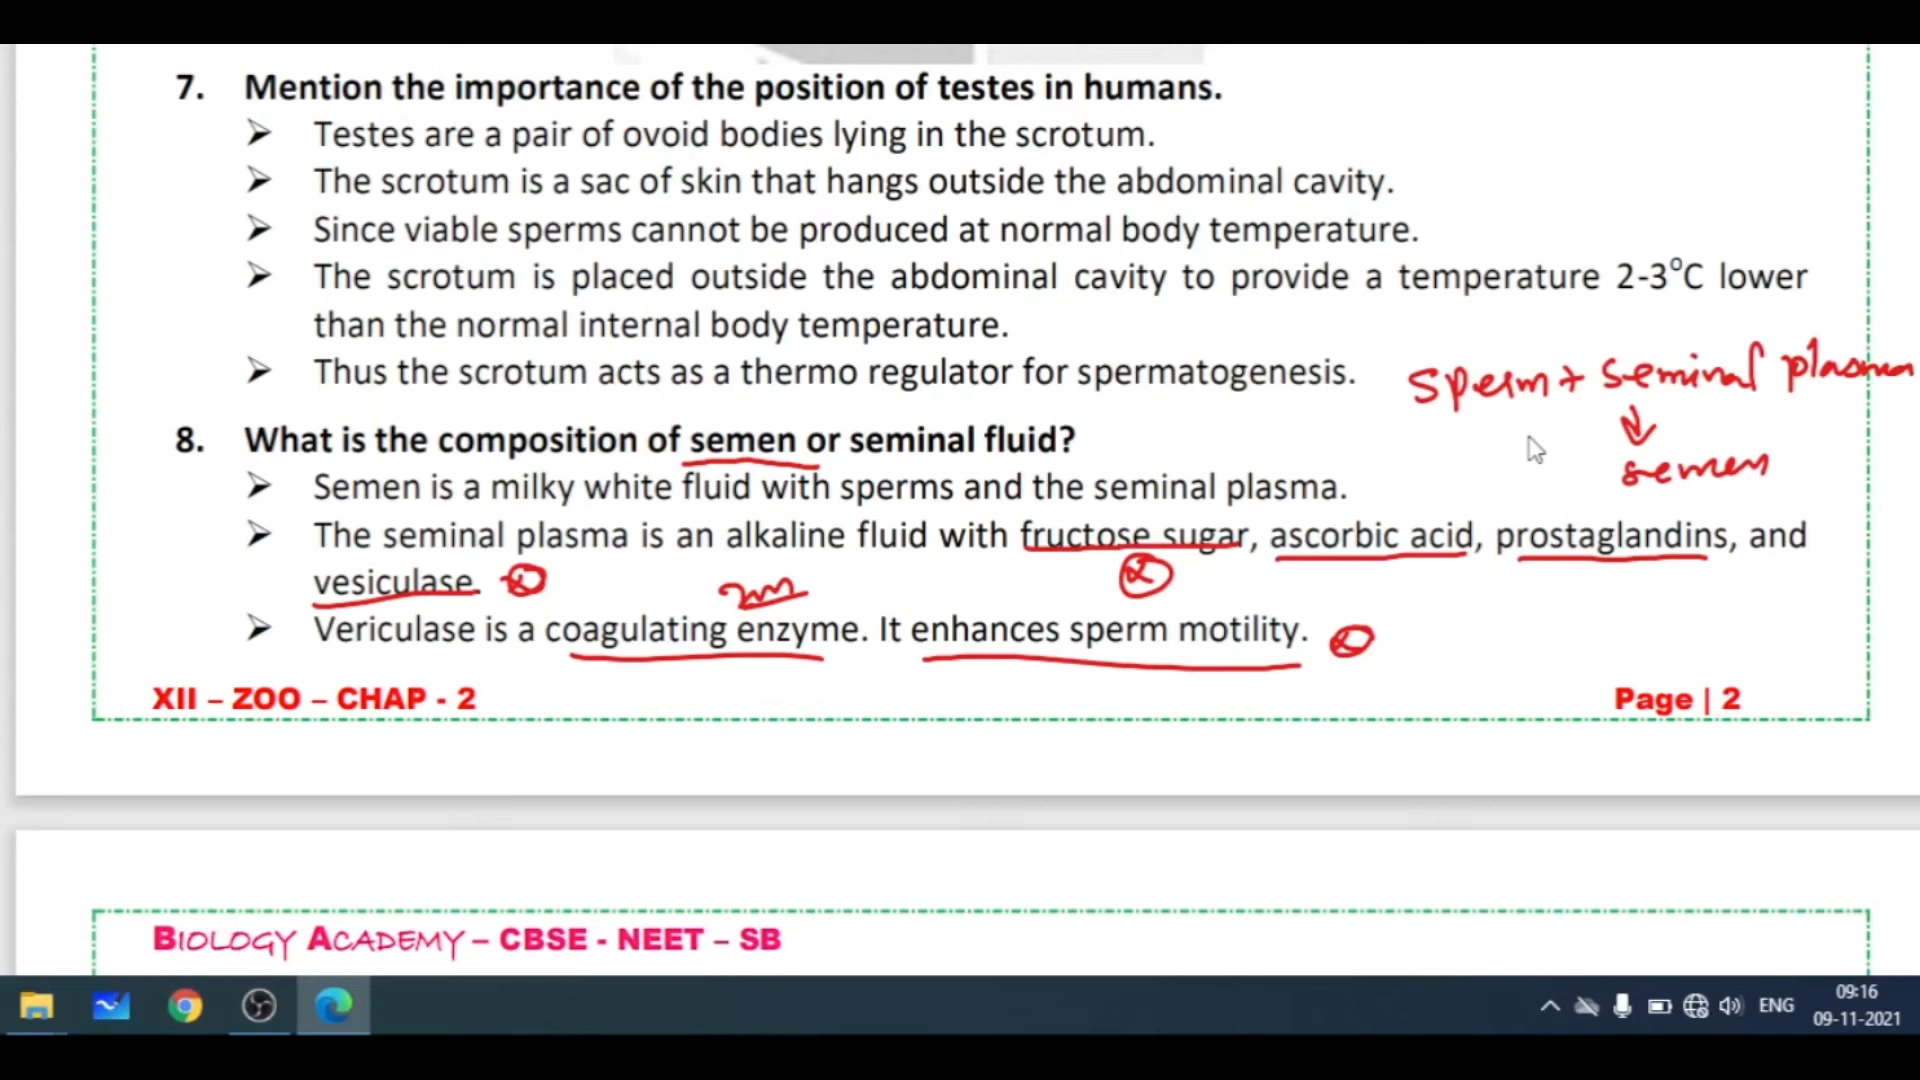 7. Mention the importance of the position of testes in humans.
➢ Testes are a pair of ovoid bodies lying in the scrotum.
➢ The scrotum is a sac of skin that hangs outside the abdominal cavity.
➢ Since viable sperms cannot be produced at normal body temperature.
➢ The scrotum is placed outside the abdominal cavity to provide a temperature 2-3°C lower
than the normal internal body temperature.
➢ Thus the scrotum acts as a thermo regulator for spermatogenesis.
Sperm + seminal plasma
↓
semen
8. What is the composition of semen or seminal fluid?
➢ Semen is a milky white fluid with sperms and the seminal plasma.
➢ The seminal plasma is an alkaline fluid with fructose sugar, ascorbic acid, prostaglandins, and
vesiculase.
➢ Vericulase is a coagulating enzyme. It enhances sperm motility.
XII – ZOO – CHAP - 2 Page | 2
BIOLOGY ACADEMY – CBSE - NEET – SB
ENG
09:16
09-11-2021